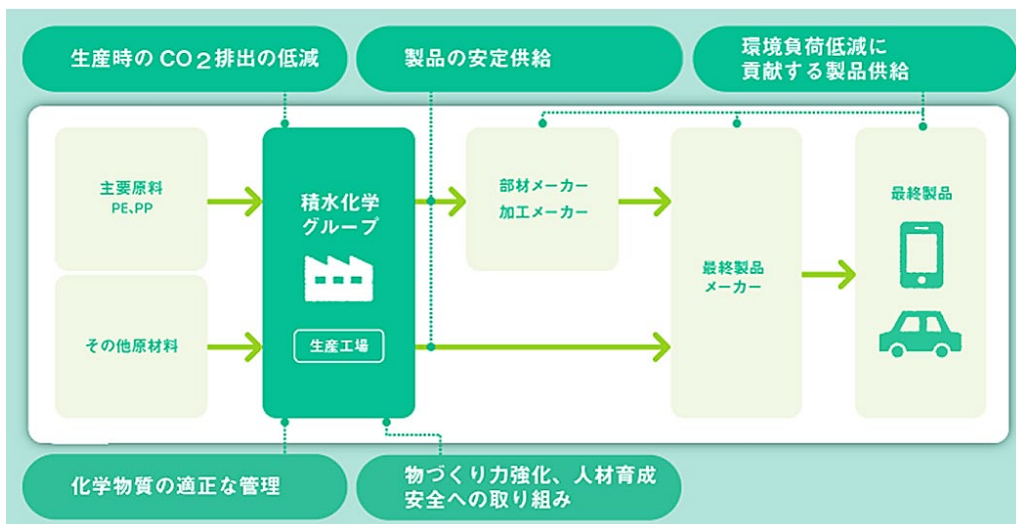 生産時のCO2排出の低減
製品の安定供給
環境負荷低減に
貢献する製品供給
主要原料
PE、PP
積水化学
グループ
生産工場
その他原材料
部材メーカー
加工メーカー
最終製品
メーカー
最終製品
化学物質の適正な管理
物づくり力強化、人材育成
安全への取り組み